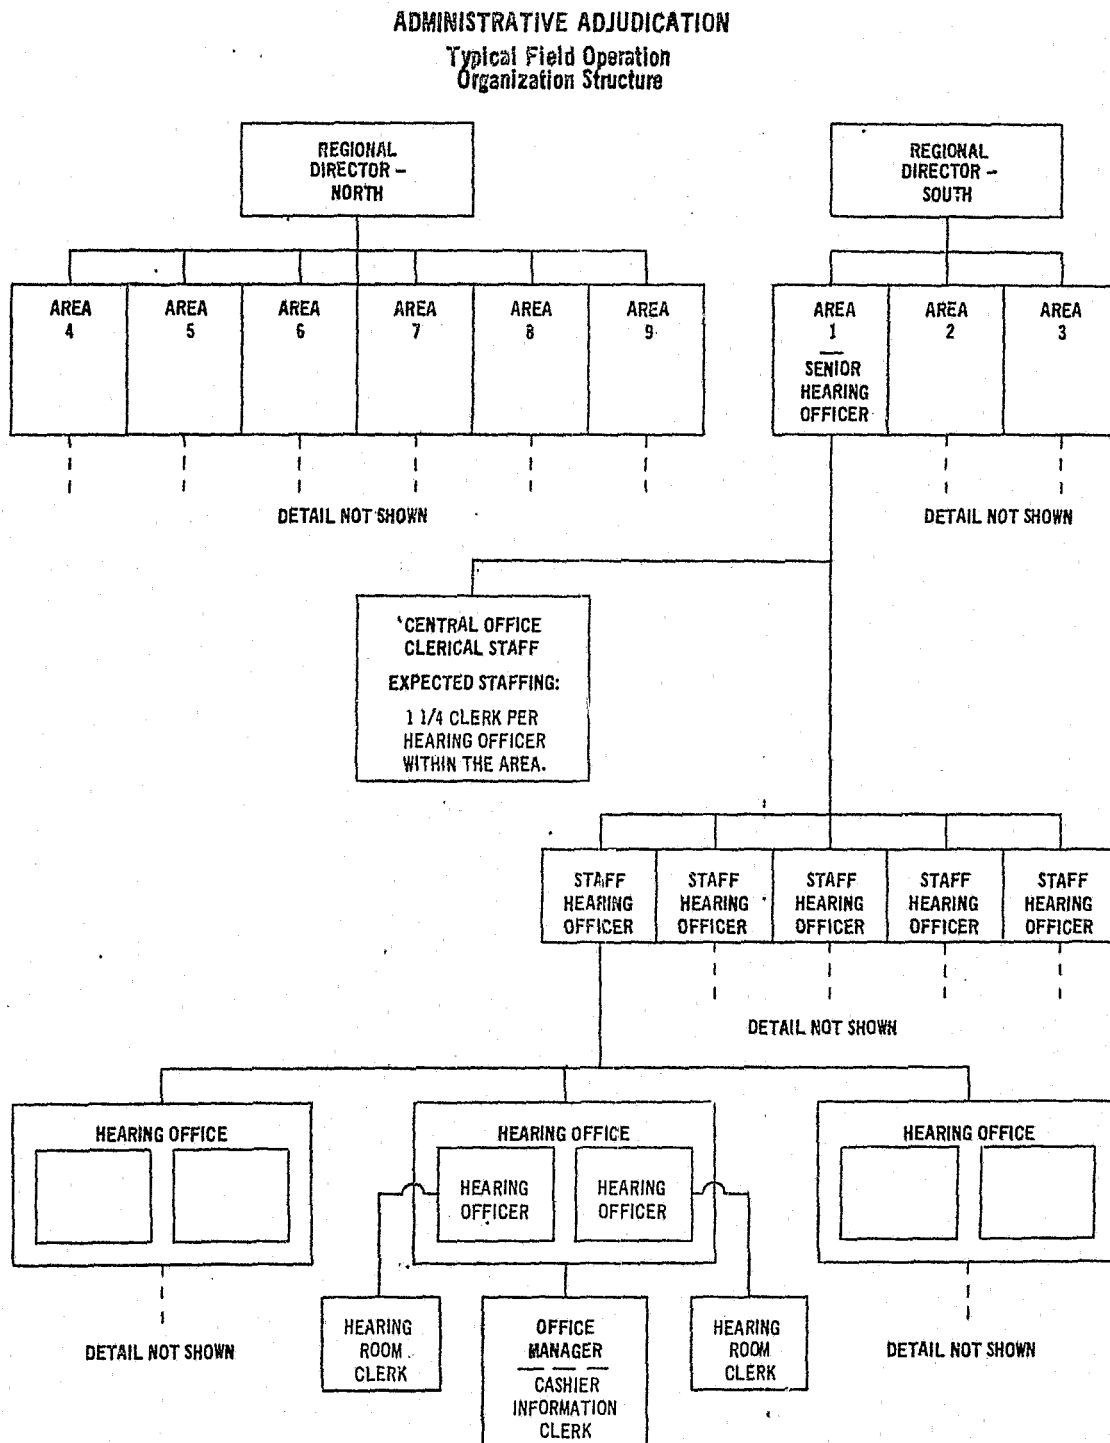 ADMINISTRATIVE ADJUDICATION
Typical Field Operation
Organization Structure
REGIONAL
DIRECTOR –
NORTH
REGIONAL
DIRECTOR –
SOUTH
AREA
4
AREA
5
AREA
6
AREA
7
AREA
8
AREA
9
AREA
1
SENIOR
HEARING
OFFICER
AREA
2
AREA
3
DETAIL NOT SHOWN
DETAIL NOT SHOWN
CENTRAL OFFICE
CLERICAL STAFF
EXPECTED STAFFING:
1 1/4 CLERK PER
HEARING OFFICER
WITHIN THE AREA.
STAFF
HEARING
OFFICER
STAFF
HEARING
OFFICER
STAFF
HEARING
OFFICER
STAFF
HEARING
OFFICER
STAFF
HEARING
OFFICER
DETAIL NOT SHOWN
HEARING OFFICE
HEARING OFFICE
HEARING
OFFICER
HEARING
OFFICER
HEARING OFFICE
DETAIL NOT SHOWN
HEARING
ROOM
CLERK
OFFICE
MANAGER
CASHIER
INFORMATION
CLERK
HEARING
ROOM
CLERK
DETAIL NOT SHOWN